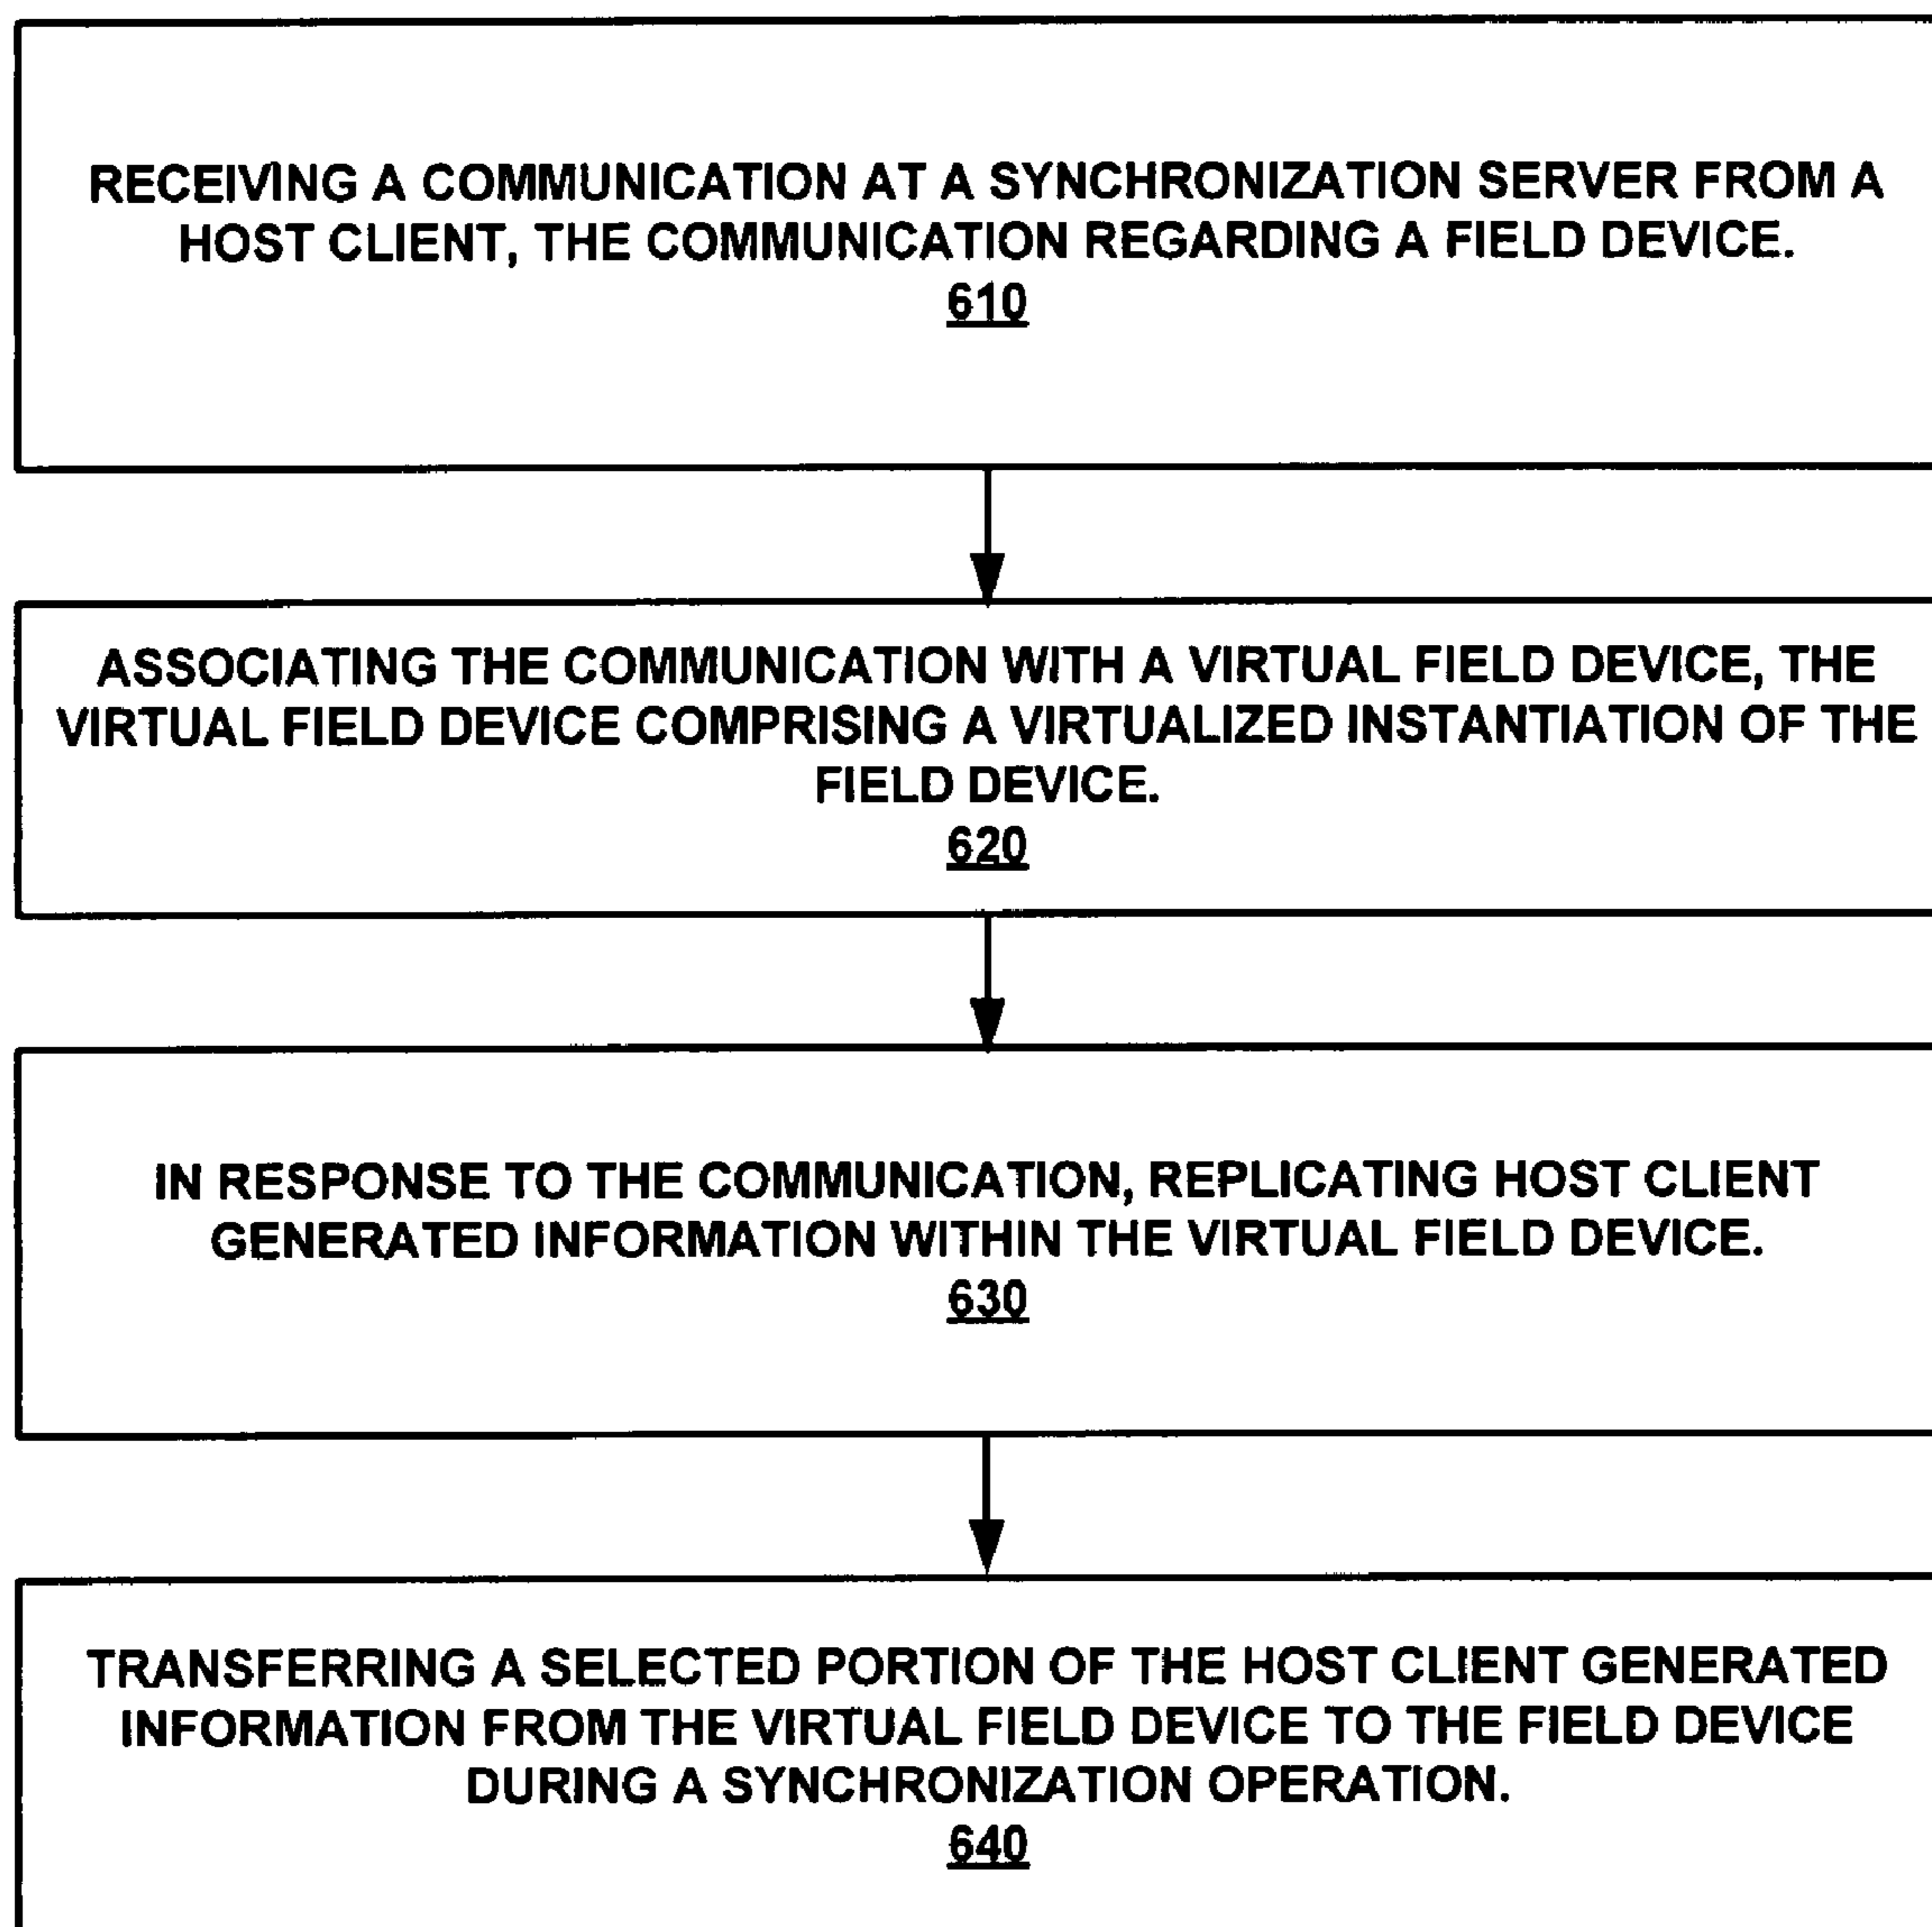 RECEIVING A COMMUNICATION AT A SYNCHRONIZATION SERVER FROM A
HOST CLIENT, THE COMMUNICATION REGARDING A FIELD DEVICE.
610
ASSOCIATING THE COMMUNICATION WITH A VIRTUAL FIELD DEVICE, THE
VIRTUAL FIELD DEVICE COMPRISING A VIRTUALIZED INSTANTIATION OF THE
FIELD DEVICE.
620
IN RESPONSE TO THE COMMUNICATION, REPLICATING HOST CLIENT
GENERATED INFORMATION WITHIN THE VIRTUAL FIELD DEVICE.
630
TRANSFERRING A SELECTED PORTION OF THE HOST CLIENT GENERATED
INFORMATION FROM THE VIRTUAL FIELD DEVICE TO THE FIELD DEVICE
DURING A SYNCHRONIZATION OPERATION.
640